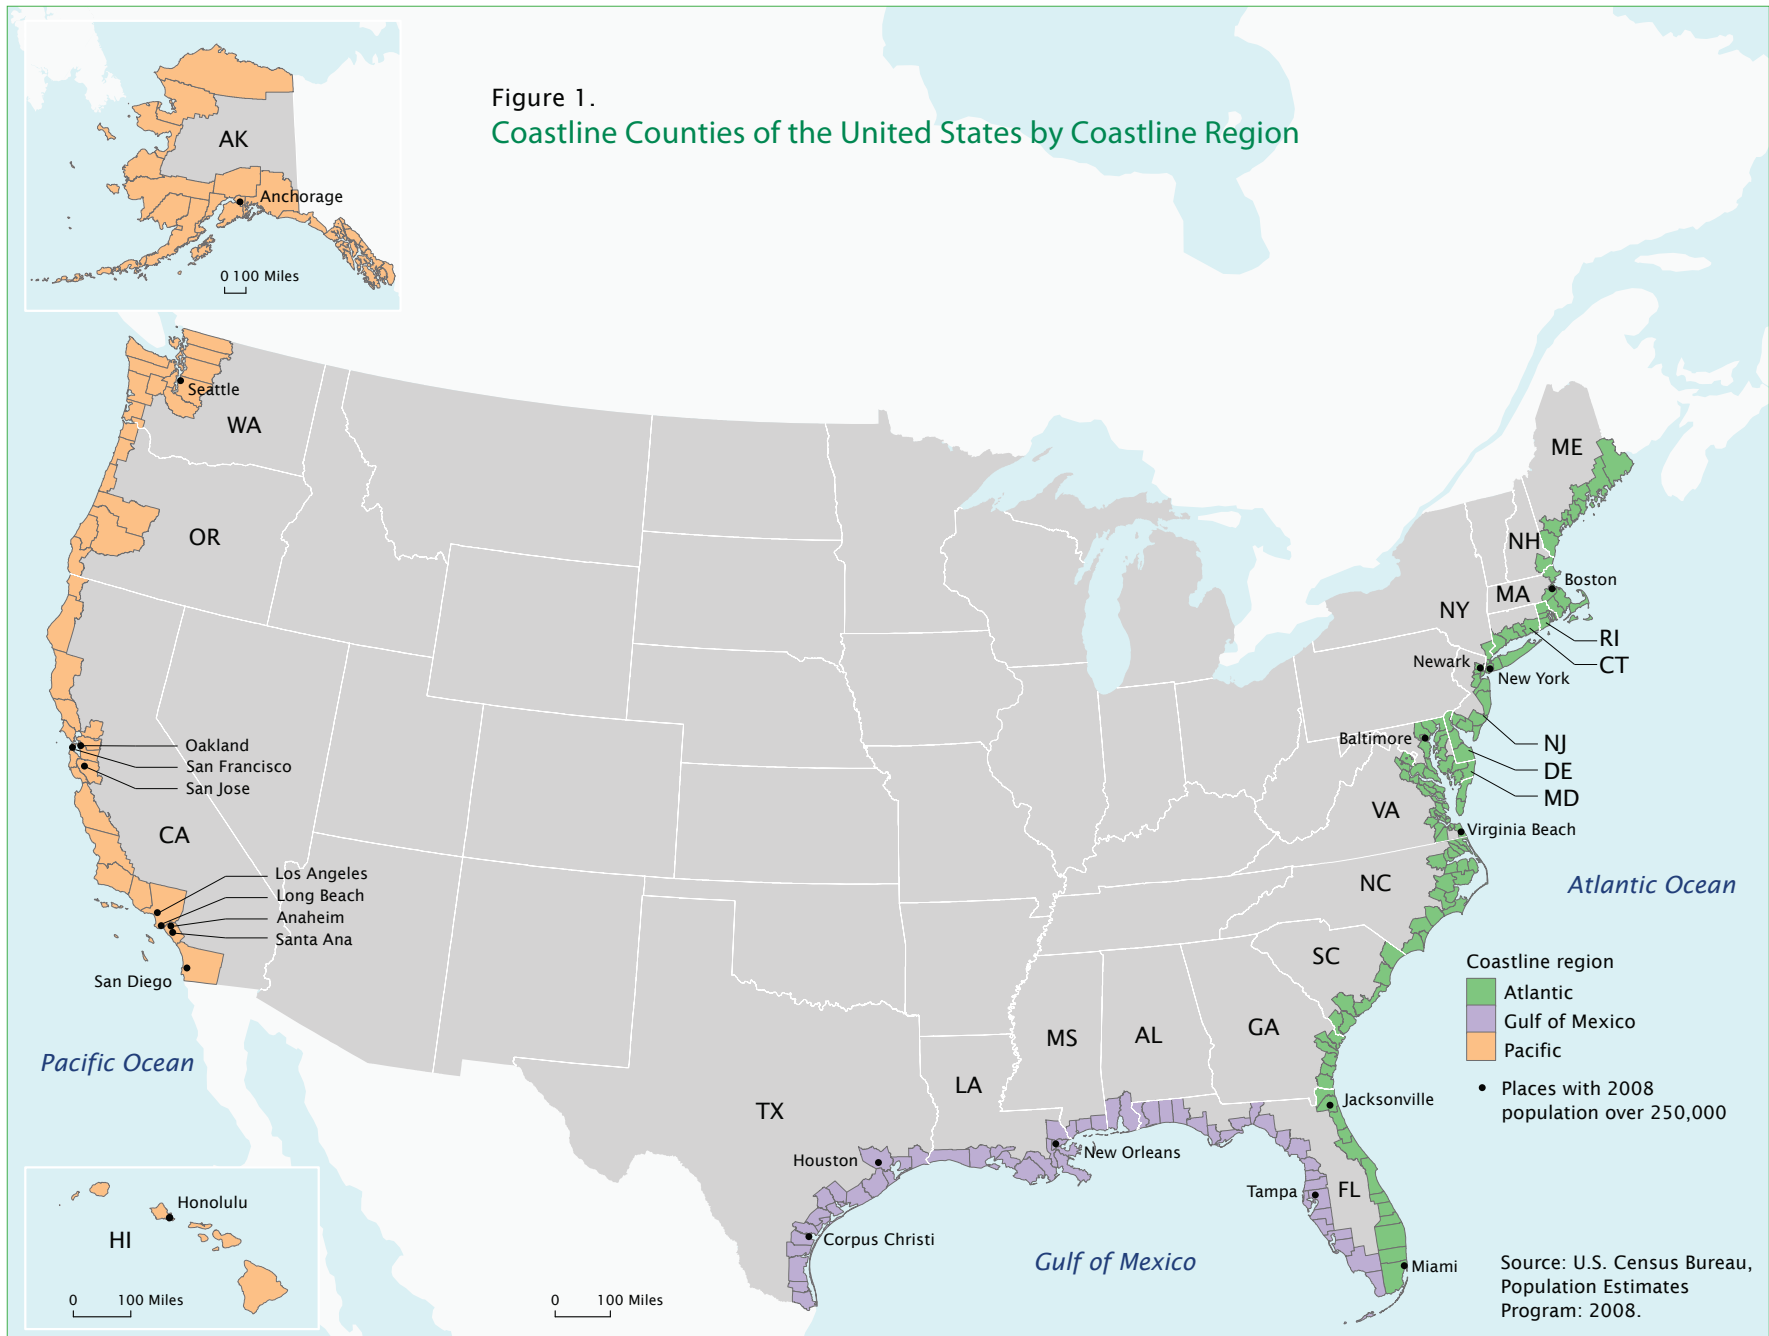 Figure 1.
Coastline Counties of the United States by Coastline Region
AK
Anchorage
0 100 Miles
Seattle
WA
OR
Oakland
San Francisco
San Jose
CA
Los Angeles
Long Beach
Anaheim
Santa Ana
San Diego
Pacific Ocean
Honolulu
HI
0 100 Miles
ME
NH
Boston
MA
NY
RI
CT
Newark
New York
Baltimore
NJ
DE
MD
VA
Virginia Beach
NC
Atlantic Ocean
SC
GA
AL
MS
LA
TX
Jacksonville
New Orleans
Houston
Tampa
FL
Corpus Christi
Miami
Gulf of Mexico
0 100 Miles
Coastline region
Atlantic
Gulf of Mexico
Pacific
Places with 2008
population over 250,000
Source: U.S. Census Bureau,
Population Estimates
Program: 2008.